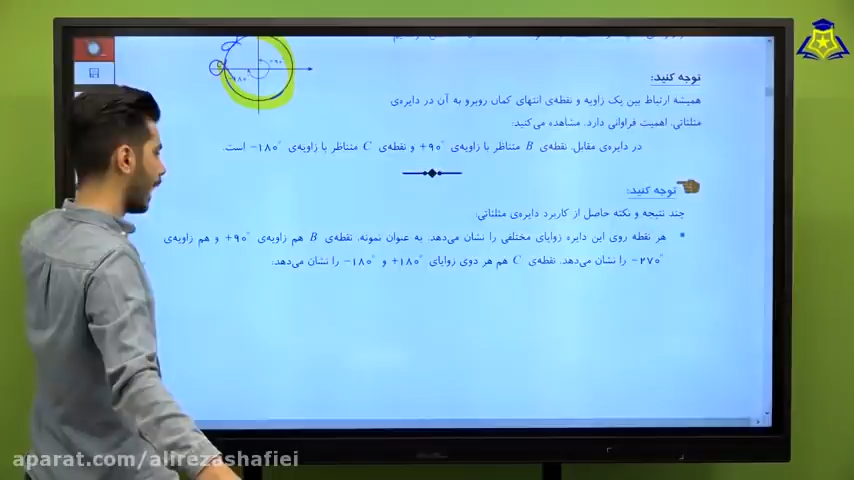 +۹۰°
-۱۸۰°
توجه کنید:
همیشه ارتباط بین یک زاویه و نقطه‌ی انتهای کمان روبرو به آن در دایره‌ی
مثلثاتی، اهمیت فراوانی دارد. مشاهده می‌کنید:
در دایره‌ی مقابل، نقطه‌ی B متناظر با زاویه‌ی +۹۰° و نقطه‌ی C متناظر با زاویه‌ی -۱۸۰° است.
توجه کنید:
چند نتیجه و نکته حاصل از کاربرد دایره‌ی مثلثاتی:
هر نقطه روی این دایره زوایای مختلفی را نشان می‌دهد. به عنوان نمونه، نقطه‌ی B هم زاویه‌ی +۹۰° و هم زاویه‌ی
-۲۷۰° را نشان می‌دهد. نقطه‌ی C هم هر دوی زوایای +۱۸۰° و -۱۸۰° را نشان می‌دهد:
aparat.com/alirezashafiei